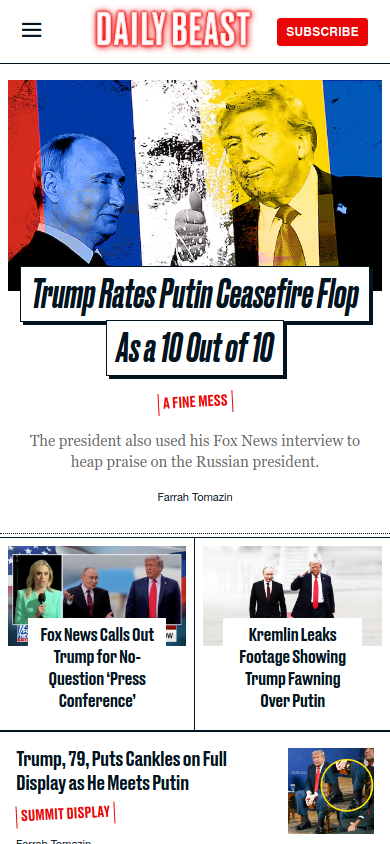 DAILY BEAST
SUBSCRIBE
Trump Rates Putin Ceasefire Flop
As a 10 Out of 10
A FINE MESS
The president also used his Fox News interview to
heap praise on the Russian president.
Farrah Tomazin
Fox News Calls Out
Trump for No-
Question ‘Press
Conference’
Kremlin Leaks
Footage Showing
Trump Fawning
Over Putin
Trump, 79, Puts Cankles on Full
Display as He Meets Putin
SUMMIT DISPLAY
Farrah Tomazin